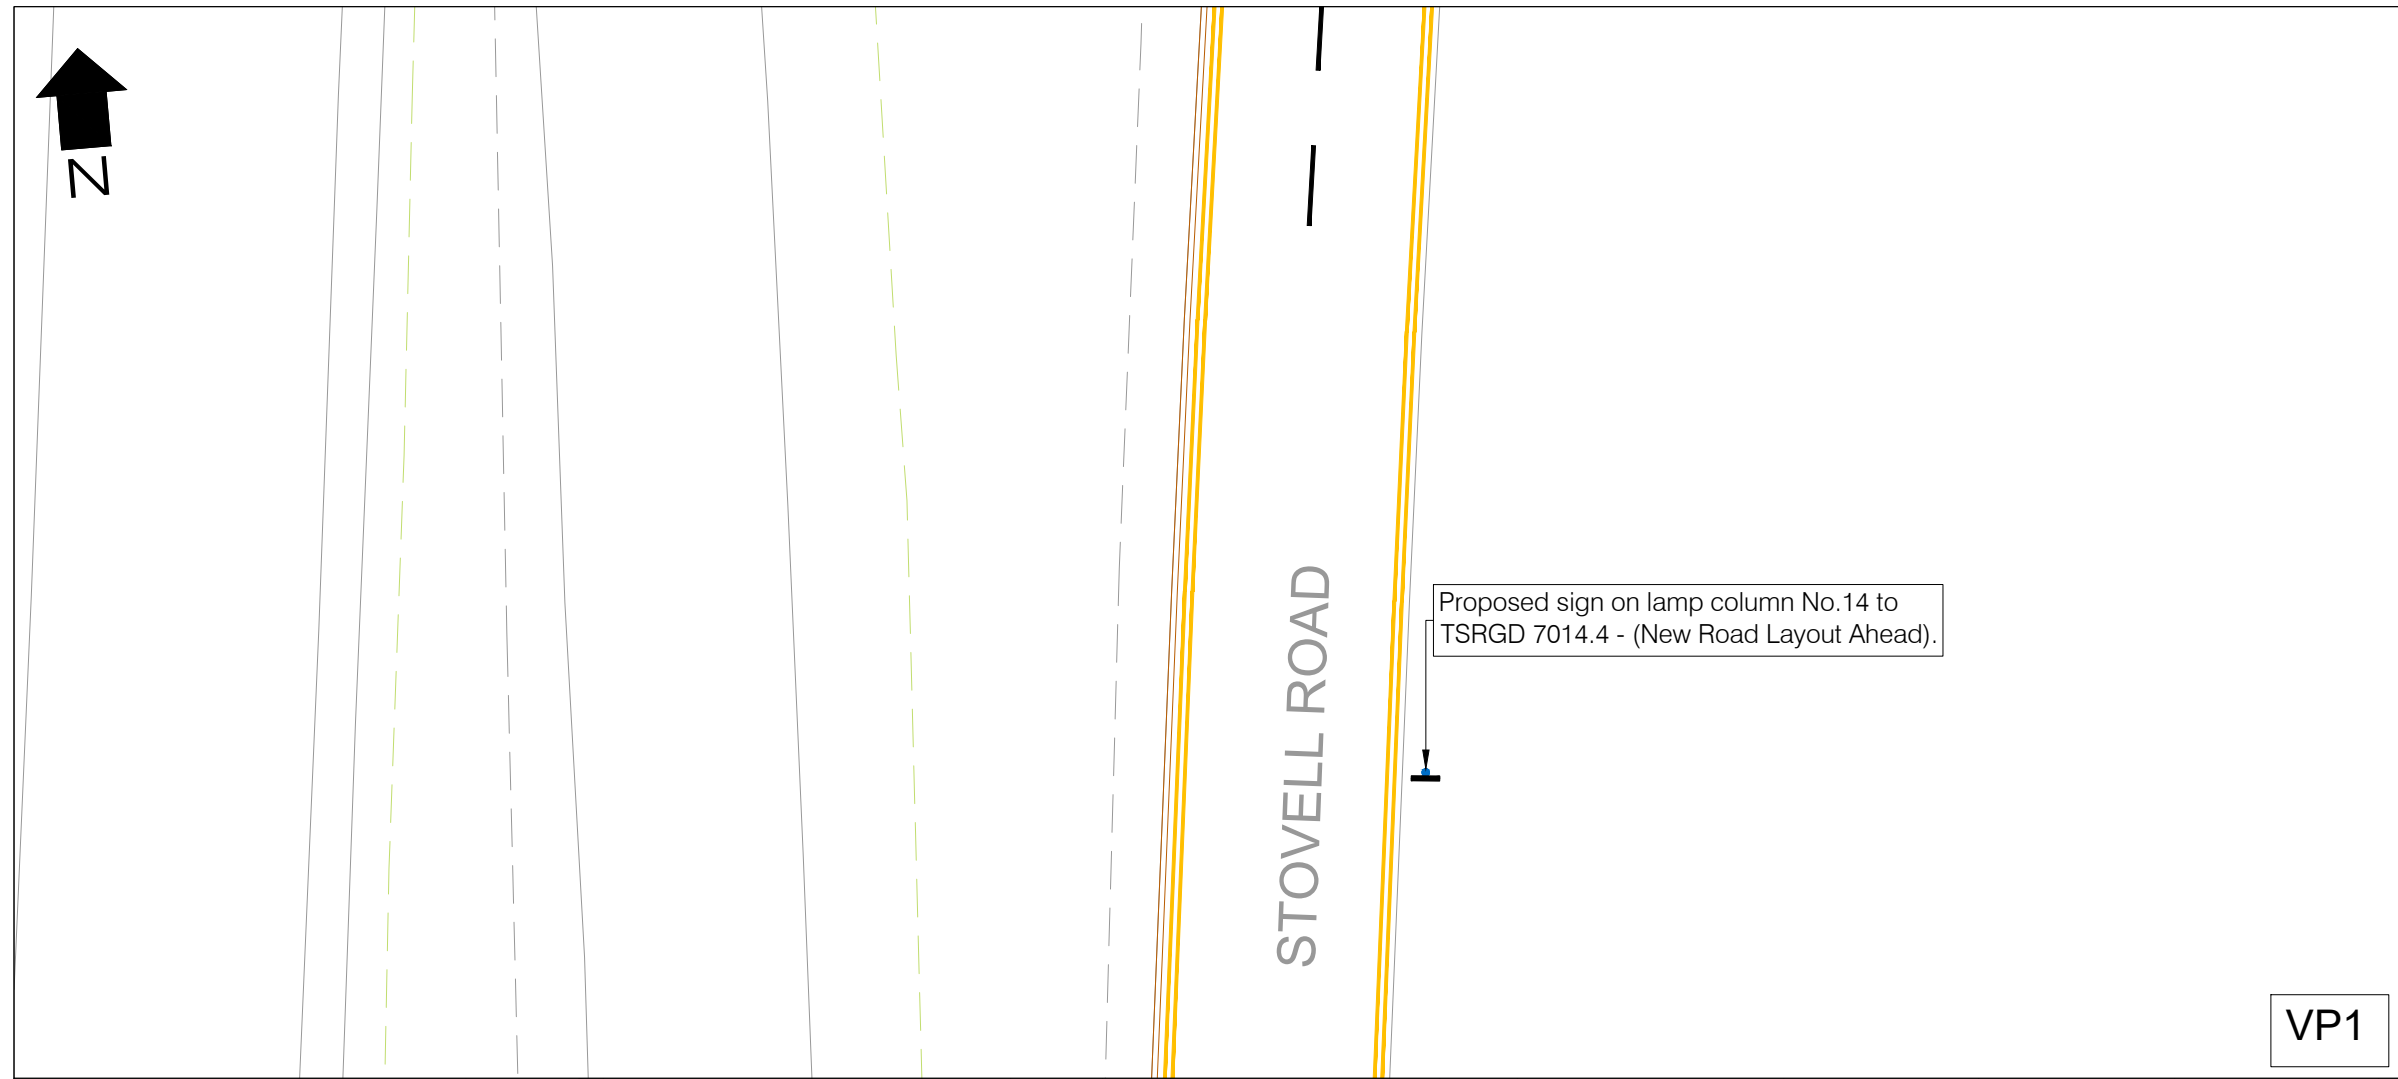 N
STOVELL ROAD
Proposed sign on lamp column No.14 to
TSRGD 7014.4 - (New Road Layout Ahead).
VP1